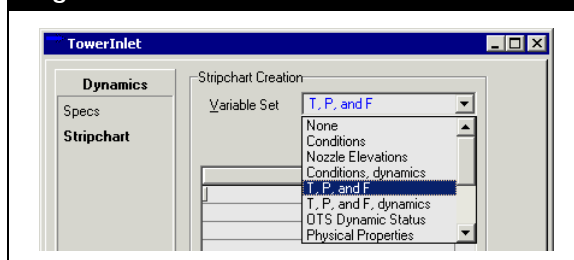 TowerInlet
Dynamics
Specs
Stripchart
Stripchart Creation
Variable Set T, P, and F
None
Conditions
Nozzle Elevations
Conditions, dynamics
T, P, and F
T, P, and F, dynamics
OTS Dynamic Status
Physical Properties